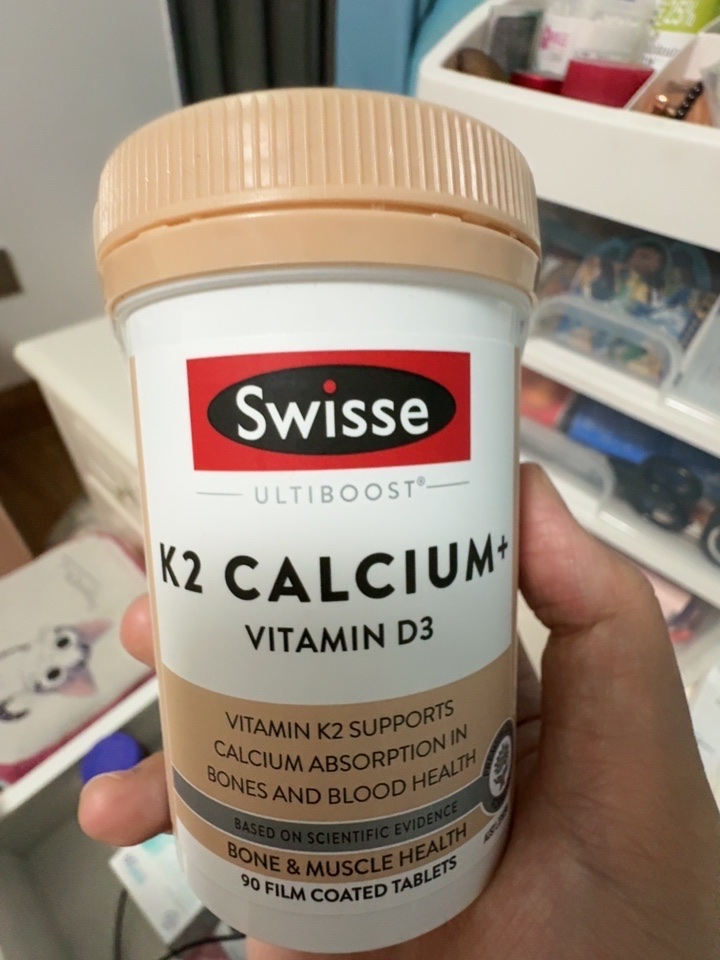 Swisse
ULTIBOOST®
K2 CALCIUM+
VITAMIN D3
VITAMIN K2 SUPPORTS
CALCIUM ABSORPTION IN
BONES AND BLOOD HEALTH
BASED ON SCIENTIFIC EVIDENCE
BONE & MUSCLE HEALTH
90 FILM COATED TABLETS
25%